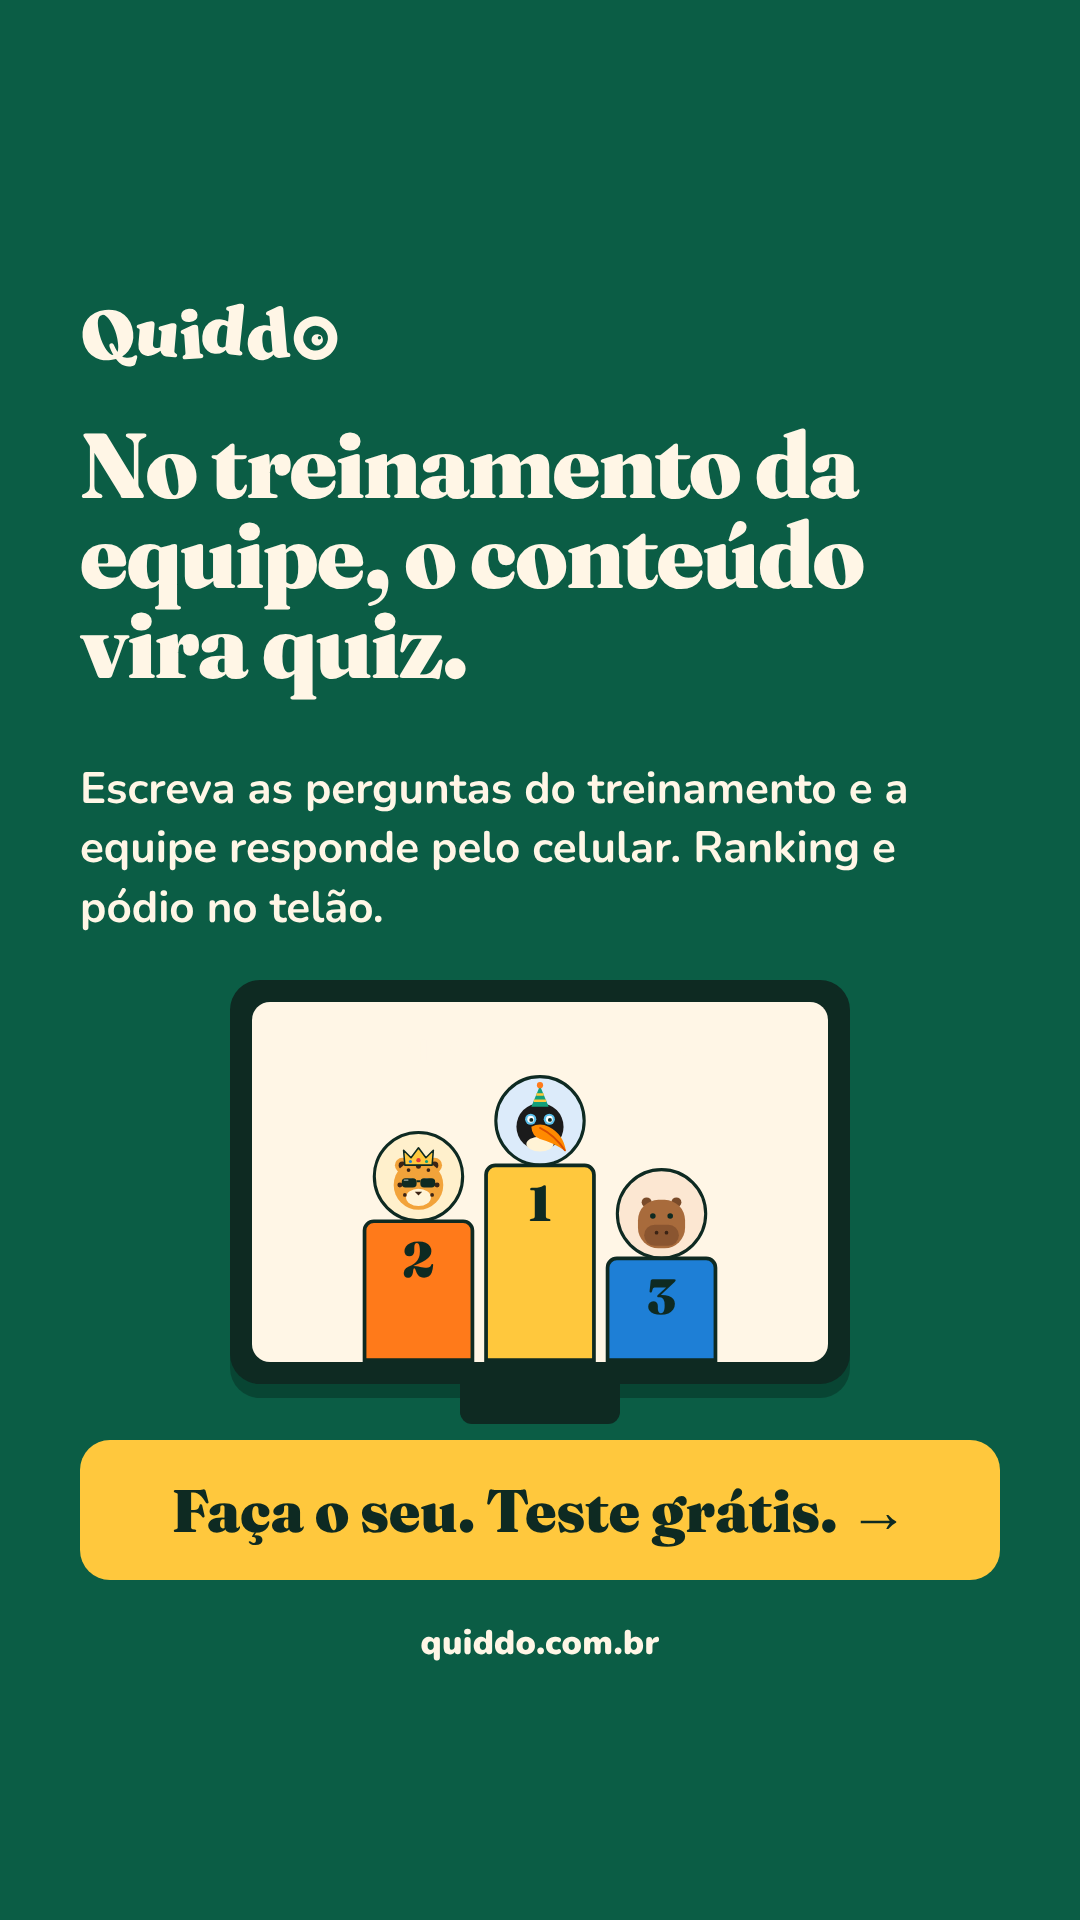 Quiddo
No treinamento da
equipe, o conteúdo
vira quiz.
Escreva as perguntas do treinamento e a
equipe responde pelo celular. Ranking e
pódio no telão.
1
2
3
Faça o seu. Teste grátis. →
quiddo.com.br